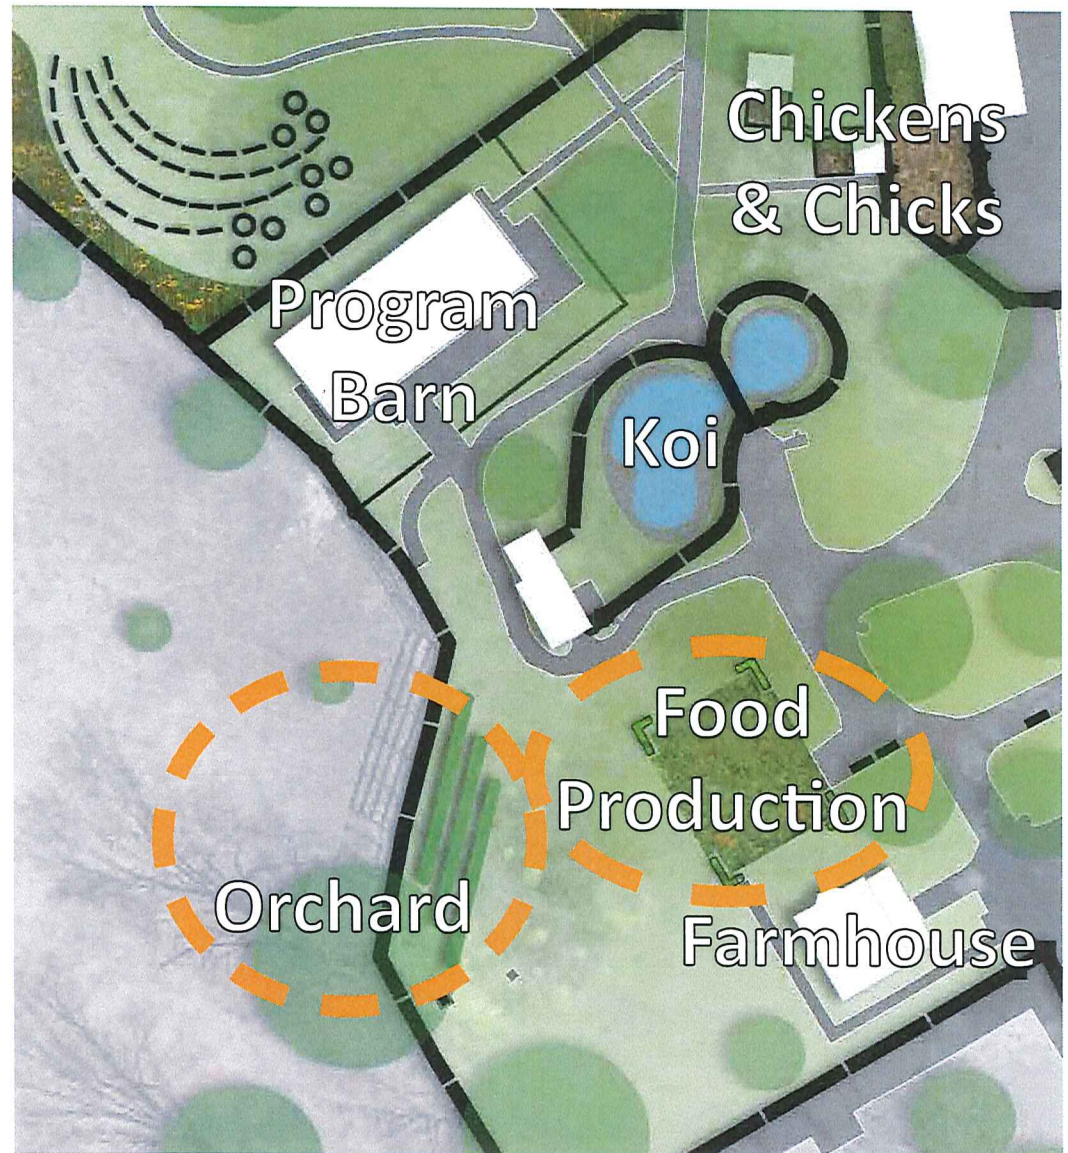 Chickens
& Chicks
Program
Barn
Koi
Food
Production
Orchard
Farmhouse